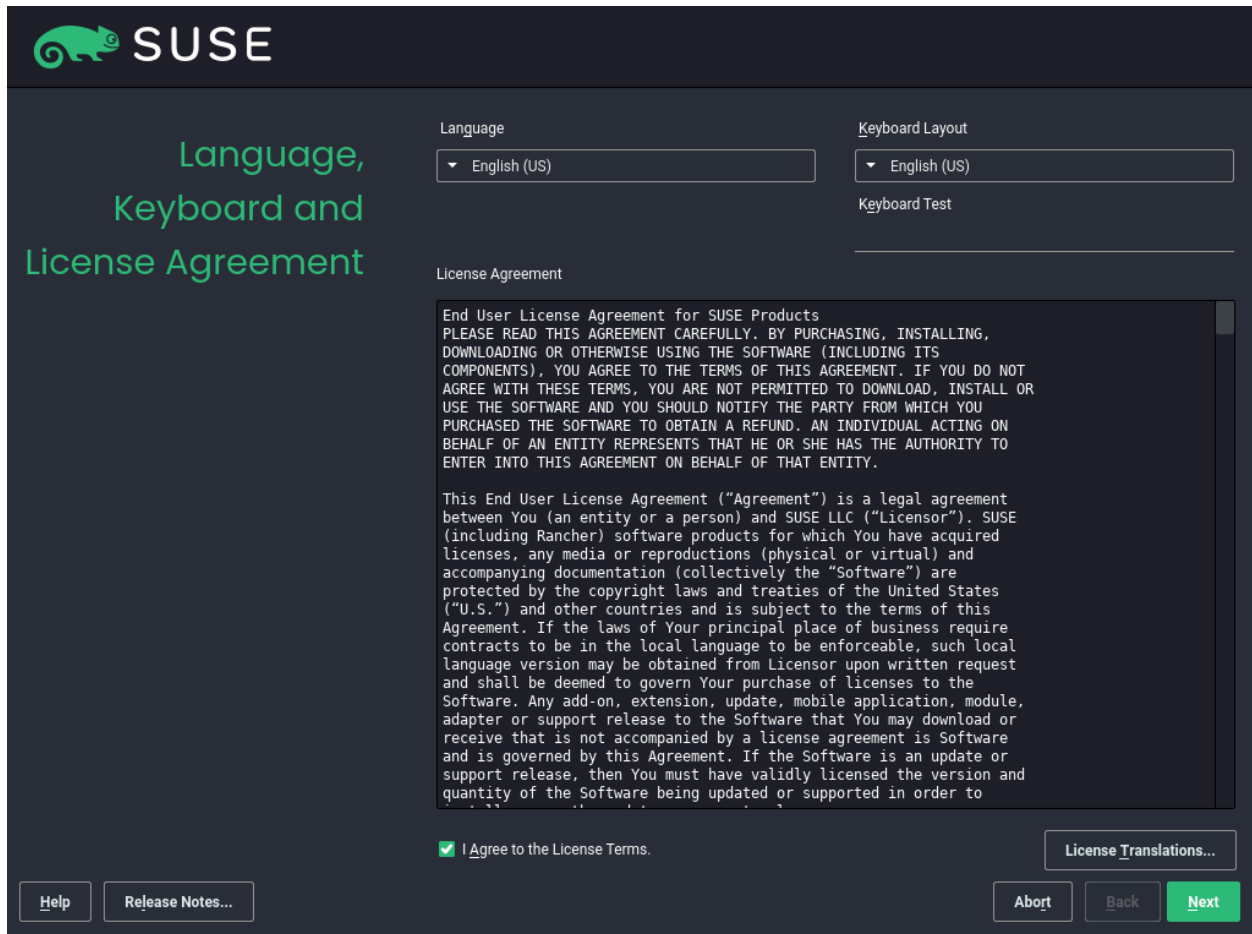 SUSE
Language,
Keyboard and
License Agreement
Language
English (US)
Keyboard Layout
English (US)
Keyboard Test
License Agreement
End User License Agreement for SUSE Products
PLEASE READ THIS AGREEMENT CAREFULLY. BY PURCHASING, INSTALLING,
DOWNLOADING OR OTHERWISE USING THE SOFTWARE (INCLUDING ITS
COMPONENTS), YOU AGREE TO THE TERMS OF THIS AGREEMENT. IF YOU DO NOT
AGREE WITH THESE TERMS, YOU ARE NOT PERMITTED TO DOWNLOAD, INSTALL OR
USE THE SOFTWARE AND YOU SHOULD NOTIFY THE PARTY FROM WHICH YOU
PURCHASED THE SOFTWARE TO OBTAIN A REFUND. AN INDIVIDUAL ACTING ON
BEHALF OF AN ENTITY REPRESENTS THAT HE OR SHE HAS THE AUTHORITY TO
ENTER INTO THIS AGREEMENT ON BEHALF OF THAT ENTITY.
This End User License Agreement (“Agreement”) is a legal agreement
between You (an entity or a person) and SUSE LLC (“Licensor”). SUSE
(including Rancher) software products for which You have acquired
licenses, any media or reproductions (physical or virtual) and
accompanying documentation (collectively the “Software”) are
protected by the copyright laws and treaties of the United States
(“U.S.”) and other countries and is subject to the terms of this
Agreement. If the laws of Your principal place of business require
contracts to be in the local language to be enforceable, such local
language version may be obtained from Licensor upon written request
and shall be deemed to govern Your purchase of licenses to the
Software. Any add-on, extension, update, mobile application, module,
adapter or support release to the Software that You may download or
receive that is not accompanied by a license agreement is Software
and is governed by this Agreement. If the Software is an update or
support release, then You must have validly licensed the version and
quantity of the Software being updated or supported in order to
I Agree to the License Terms.
License Translations...
Help
Release Notes...
Abort
Back
Next